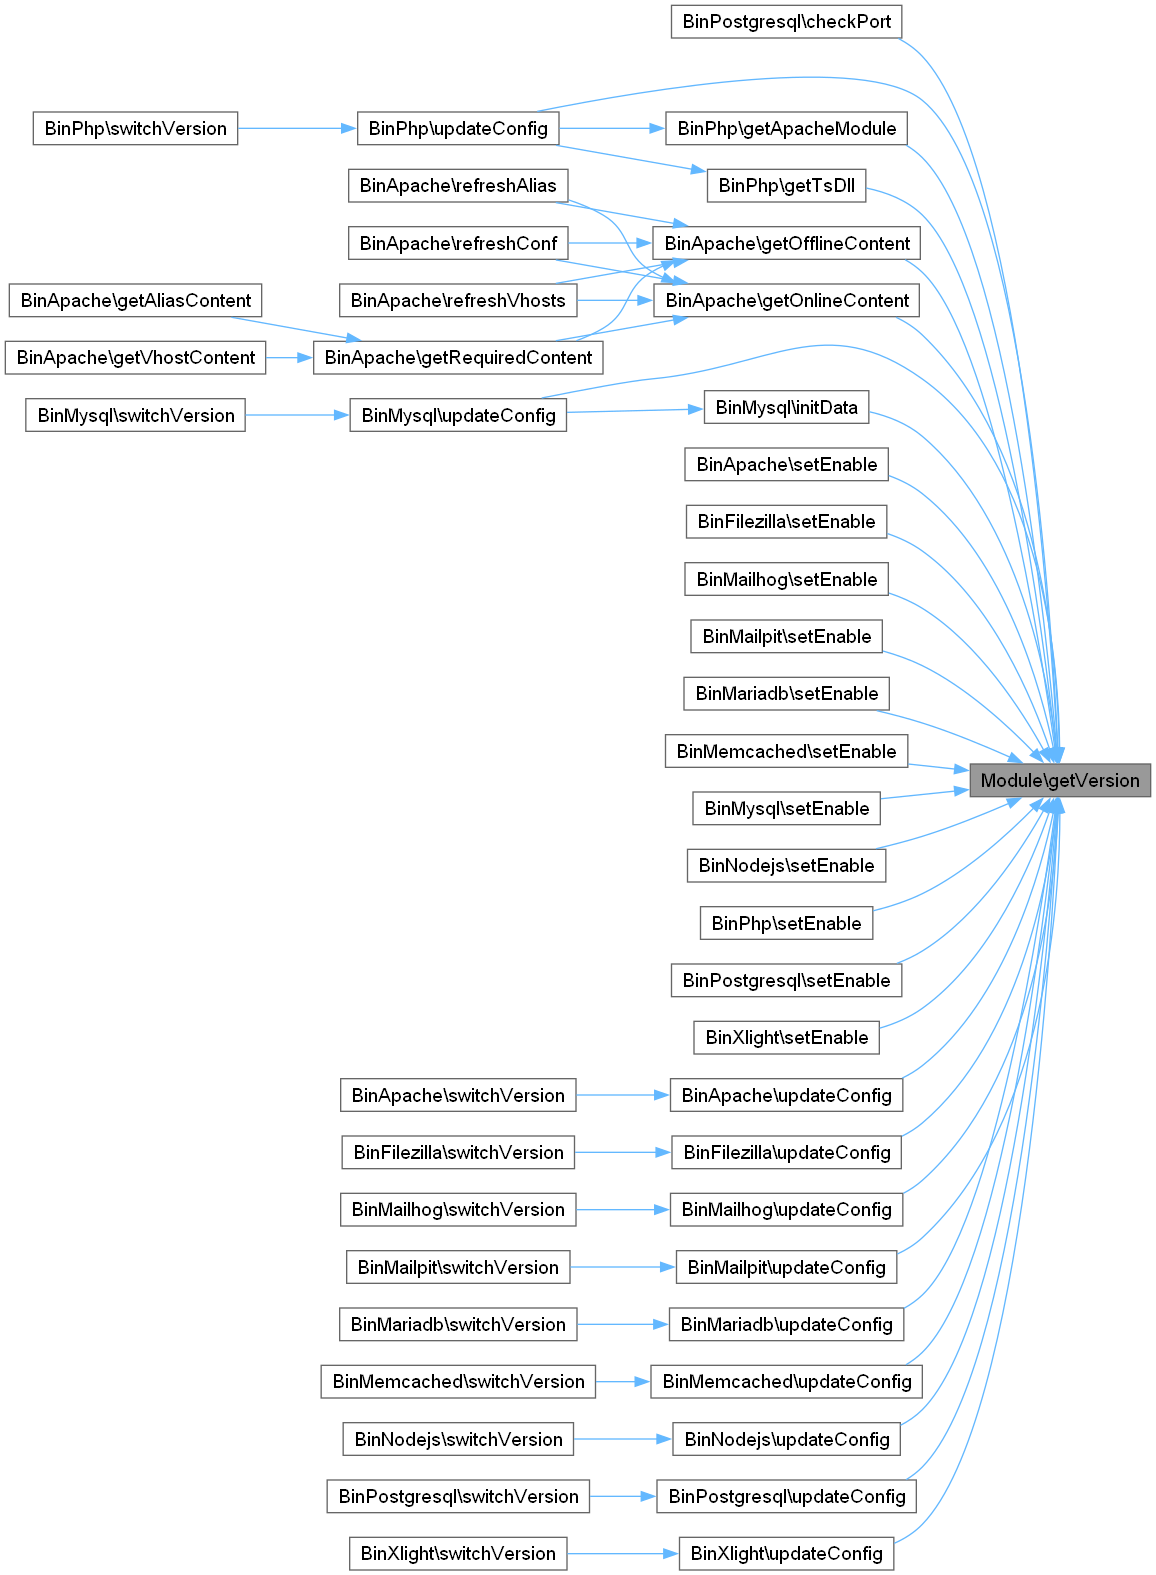 BinPostgresql\checkPort
BinPhp\switchVersion
BinPhp\updateConfig
BinPhp\getApacheModule
BinPhp\getTsDll
BinApache\refreshAlias
BinApache\refreshConf
BinApache\getOfflineContent
BinApache\getAliasContent
BinApache\refreshVhosts
BinApache\getOnlineContent
BinApache\getVhostContent
BinApache\getRequiredContent
BinMysql\switchVersion
BinMysql\updateConfig
BinMysql\initData
BinApache\setEnable
BinFilezilla\setEnable
BinMailhog\setEnable
BinMailpit\setEnable
BinMariadb\setEnable
BinMemcached\setEnable
Module\getVersion
BinMysql\setEnable
BinNodejs\setEnable
BinPhp\setEnable
BinPostgresql\setEnable
BinXlight\setEnable
BinApache\switchVersion
BinApache\updateConfig
BinFilezilla\switchVersion
BinFilezilla\updateConfig
BinMailhog\switchVersion
BinMailhog\updateConfig
BinMailpit\switchVersion
BinMailpit\updateConfig
BinMariadb\switchVersion
BinMariadb\updateConfig
BinMemcached\switchVersion
BinMemcached\updateConfig
BinNodejs\switchVersion
BinNodejs\updateConfig
BinPostgresql\switchVersion
BinPostgresql\updateConfig
BinXlight\switchVersion
BinXlight\updateConfig